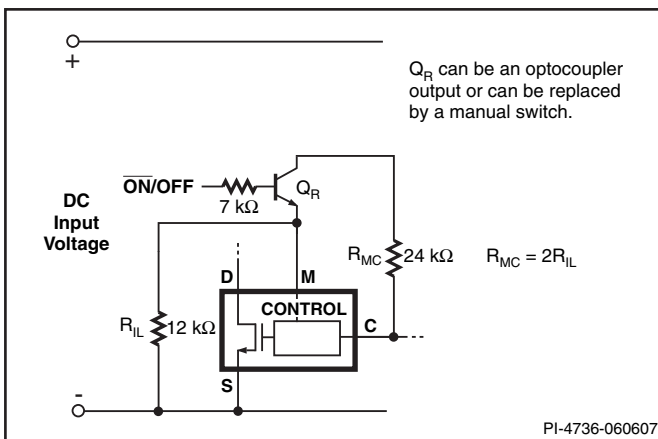 +
Q_R can be an optocoupler
output or can be replaced
by a manual switch.
ON/OFF
7 kΩ
Q_R
DC
Input
Voltage
R_MC
24 kΩ
R_MC = 2R_IL
D
M
CONTROL
C
R_IL
12 kΩ
S
-
PI-4736-060607